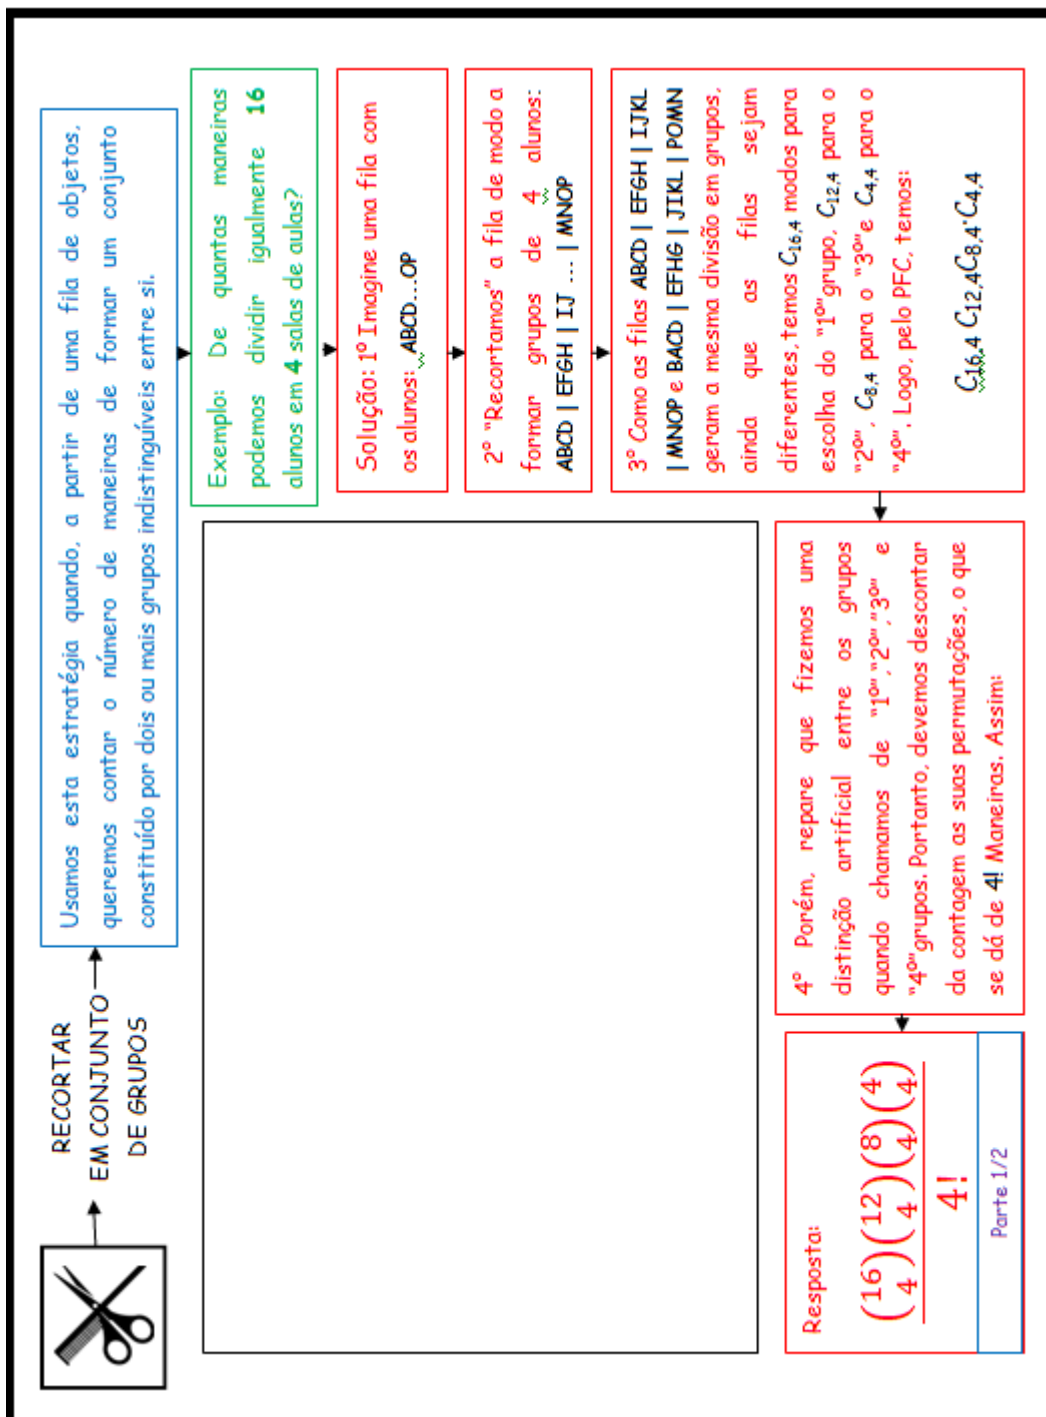 RECORTAR
EM CONJUNTO
DE GRUPOS
Usamos esta estratégia quando, a partir de uma fila de objetos,
queremos contar o número de maneiras de formar um conjunto
constituído por dois ou mais grupos indistinguíveis entre si.
Exemplo: De quantas maneiras
podemos dividir igualmente 16
alunos em 4 salas de aulas?
Solução: 1º Imagine uma fila com
os alunos: ABCD...OP
2º "Recortamos" a fila de modo a
formar grupos de 4 alunos:
ABCD | EFGH | IJ ... | MNOP
3º Como as filas ABCD | EFGH | IJKL
| MNOP e BACD | EFHG | JIKL | POMN
geram a mesma divisão em grupos,
ainda que as filas sejam
diferentes, temos C16,4 modos para
escolha do "1º"grupo, C12,4 para o
"2º", C8,4 para o "3º"e C4,4 para o
"4º". Logo, pelo PFC, temos:
C16,4 C12,4C8,4·C4,4
4º Porém, repare que fizemos uma
distinção artificial entre os grupos
quando chamamos de "1º","2º","3º" e
"4º"grupos. Portanto, devemos descontar
da contagem as suas permutações, o que
se dá de 4! Maneiras. Assim:
Resposta:
(16)(12)(8)(4)
( 4 )( 4 )(4)(4)
4!
Parte 1/2